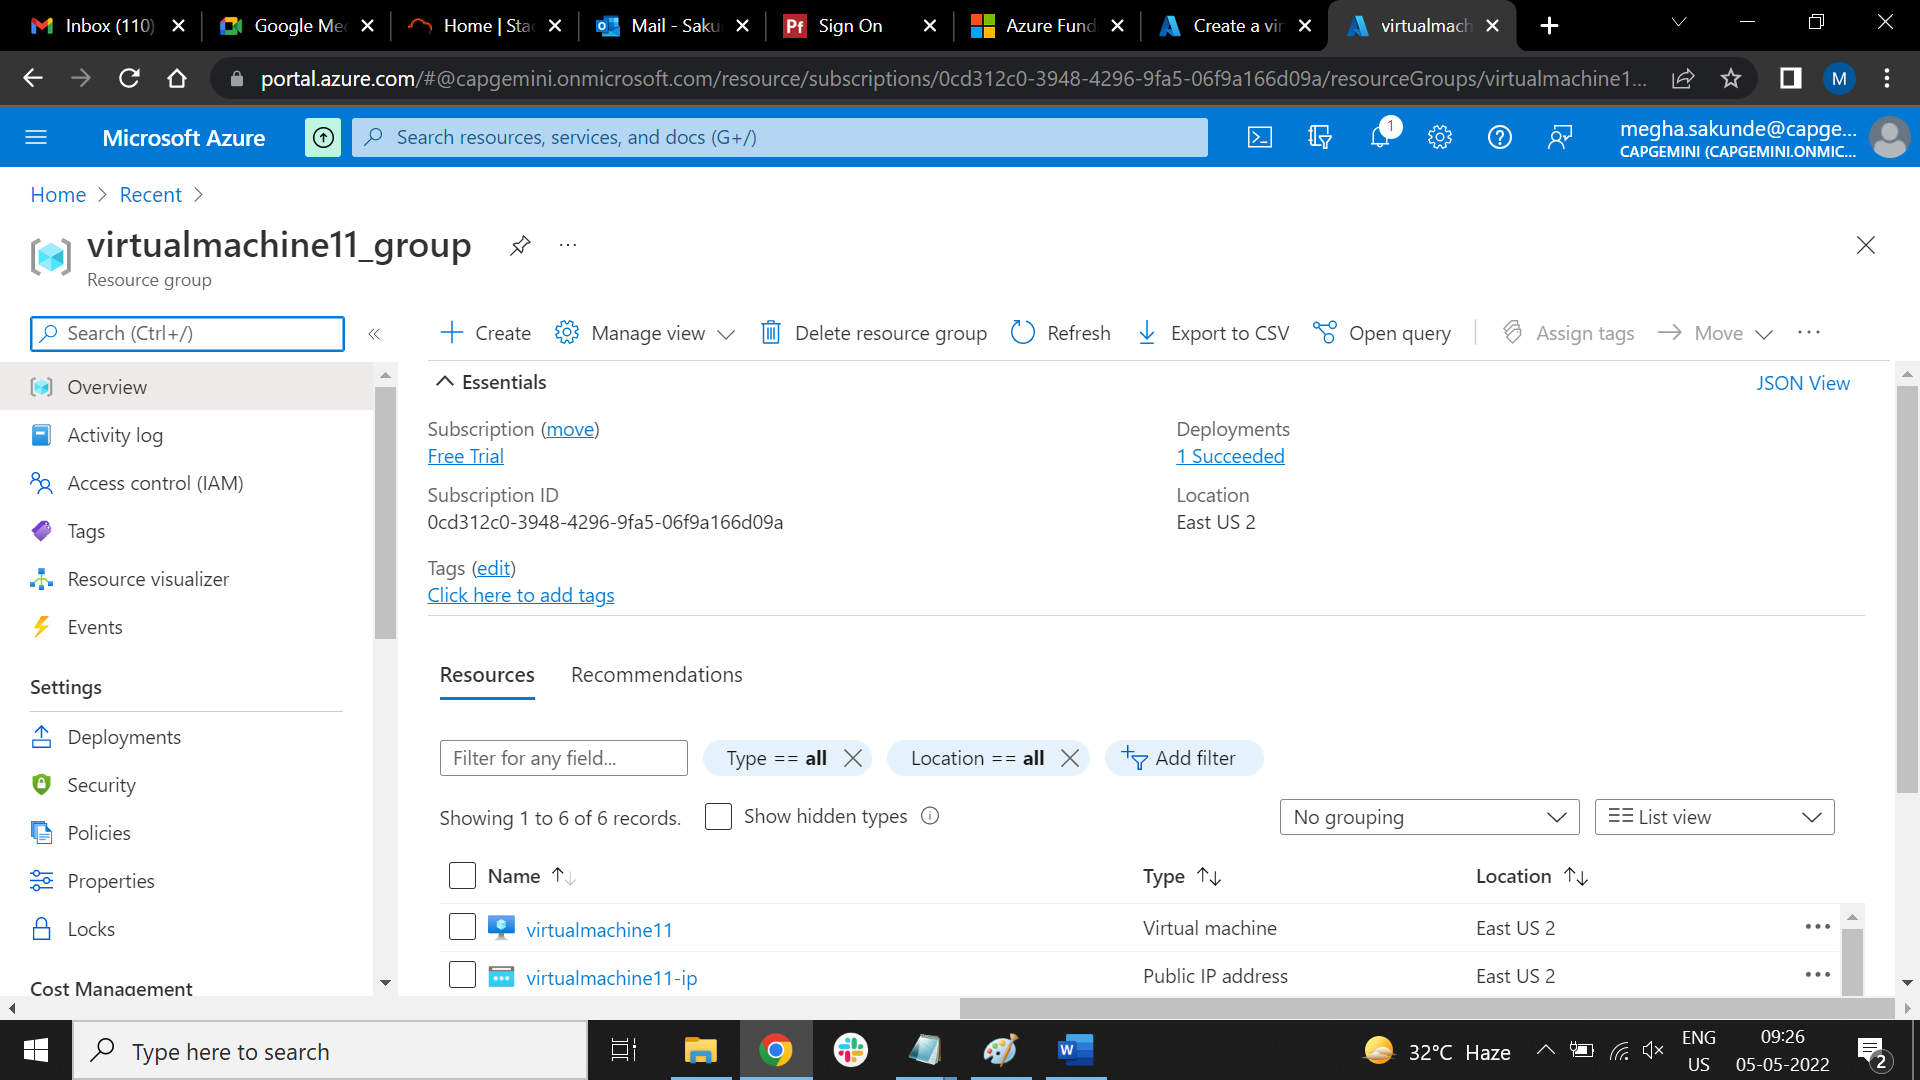 Inbox (110)
Google Me
Home | Sta
Mail - Saku
Sign On
Azure Fund
Create a vir
virtualmach
portal.azure.com/#@capgemini.onmicrosoft.com/resource/subscriptions/0cd312c0-3948-4296-9fa5-06f9a166d09a/resourceGroups/virtualmachine1...
M
Microsoft Azure
Search resources, services, and docs (G+/)
1
megha.sakunde@capge...
CAPGEMINI (CAPGEMINI.ONMIC...
Home > Recent >
virtualmachine11_group
...
Resource group
Search (Ctrl+/)
«
Create
Manage view
Delete resource group
Refresh
Export to CSV
Open query
Assign tags
Move
...
Overview
Activity log
Access control (IAM)
Tags
Resource visualizer
Events
Settings
Deployments
Security
Policies
Properties
Locks
Cost Management
Essentials
JSON View
Subscription (move)
Free Trial
Subscription ID
0cd312c0-3948-4296-9fa5-06f9a166d09a
Deployments
1 Succeeded
Location
East US 2
Tags (edit)
Click here to add tags
Resources
Recommendations
Filter for any field...
Type == all
Location == all
Add filter
Showing 1 to 6 of 6 records.
Show hidden types
No grouping
List view
Name
Type
Location
virtualmachine11
Virtual machine
East US 2
...
virtualmachine11-ip
Public IP address
East US 2
...
Type here to search
32°C Haze
ENG
US
09:26
05-05-2022
2